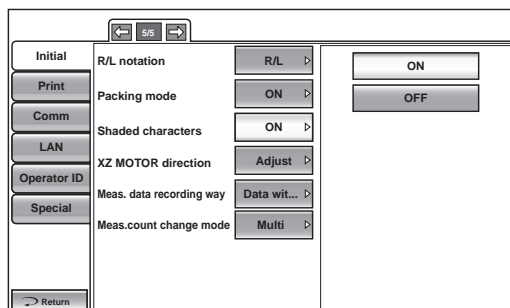 5/5
Initial
Print
Comm
LAN
Operator ID
Special
Return
R/L notation R/L
Packing mode ON
Shaded characters ON
XZ MOTOR direction Adjust
Meas. data recording way Data wit...
Meas.count change mode Multi
ON
OFF